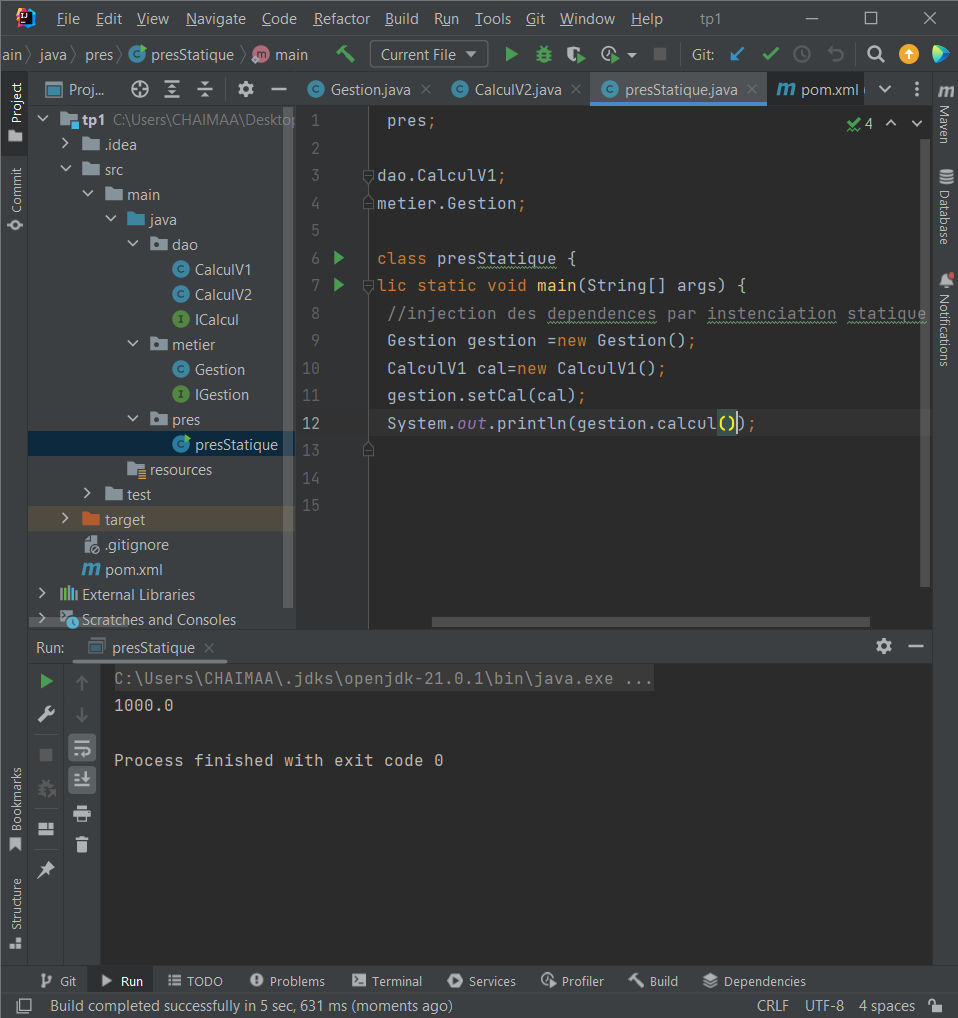 File Edit View Navigate Code Refactor Build Run Tools Git Window Help tp1
ain java pres presStatique main Current File Git:
Project
Proj...
Gestion.java CalculV2.java presStatique.java pom.xml (
Maven
Database
Notifications
Commit
tp1 C:\Users\CHAIMAA\Desktop
.idea
src
main
java
dao
CalculV1
CalculV2
ICalcul
metier
Gestion
IGestion
pres
presStatique
resources
test
target
.gitignore
pom.xml
External Libraries
Scratches and Consoles
4
1 pres;
2
3 dao.CalculV1;
4 metier.Gestion;
5
6 class presStatique {
7 lic static void main(String[] args) {
8 //injection des dependences par instenciation statique
9 Gestion gestion =new Gestion();
10 CalculV1 cal=new CalculV1();
11 gestion.setCal(cal);
12 System.out.println(gestion.calcul());
13
14
15
Run: presStatique
C:\Users\CHAIMAA\.jdks\openjdk-21.0.1\bin\java.exe ...
1000.0
Process finished with exit code 0
Bookmarks
Structure
Git Run TODO Problems Terminal Services Profiler Build Dependencies
Build completed successfully in 5 sec, 631 ms (moments ago) CRLF UTF-8 4 spaces